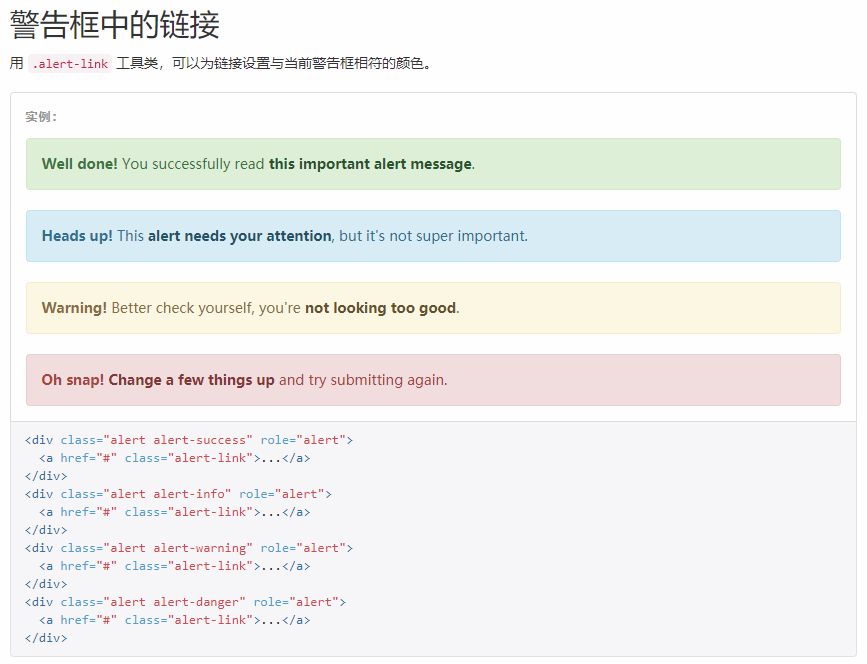 警告框中的链接
用 .alert-link 工具类，可以为链接设置与当前警告框相符的颜色。
实例：
Well done! You successfully read this important alert message.
Heads up! This alert needs your attention, but it's not super important.
Warning! Better check yourself, you're not looking too good.
Oh snap! Change a few things up and try submitting again.
<div class="alert alert-success" role="alert">
  <a href="#" class="alert-link">...</a>
</div>
<div class="alert alert-info" role="alert">
  <a href="#" class="alert-link">...</a>
</div>
<div class="alert alert-warning" role="alert">
  <a href="#" class="alert-link">...</a>
</div>
<div class="alert alert-danger" role="alert">
  <a href="#" class="alert-link">...</a>
</div>